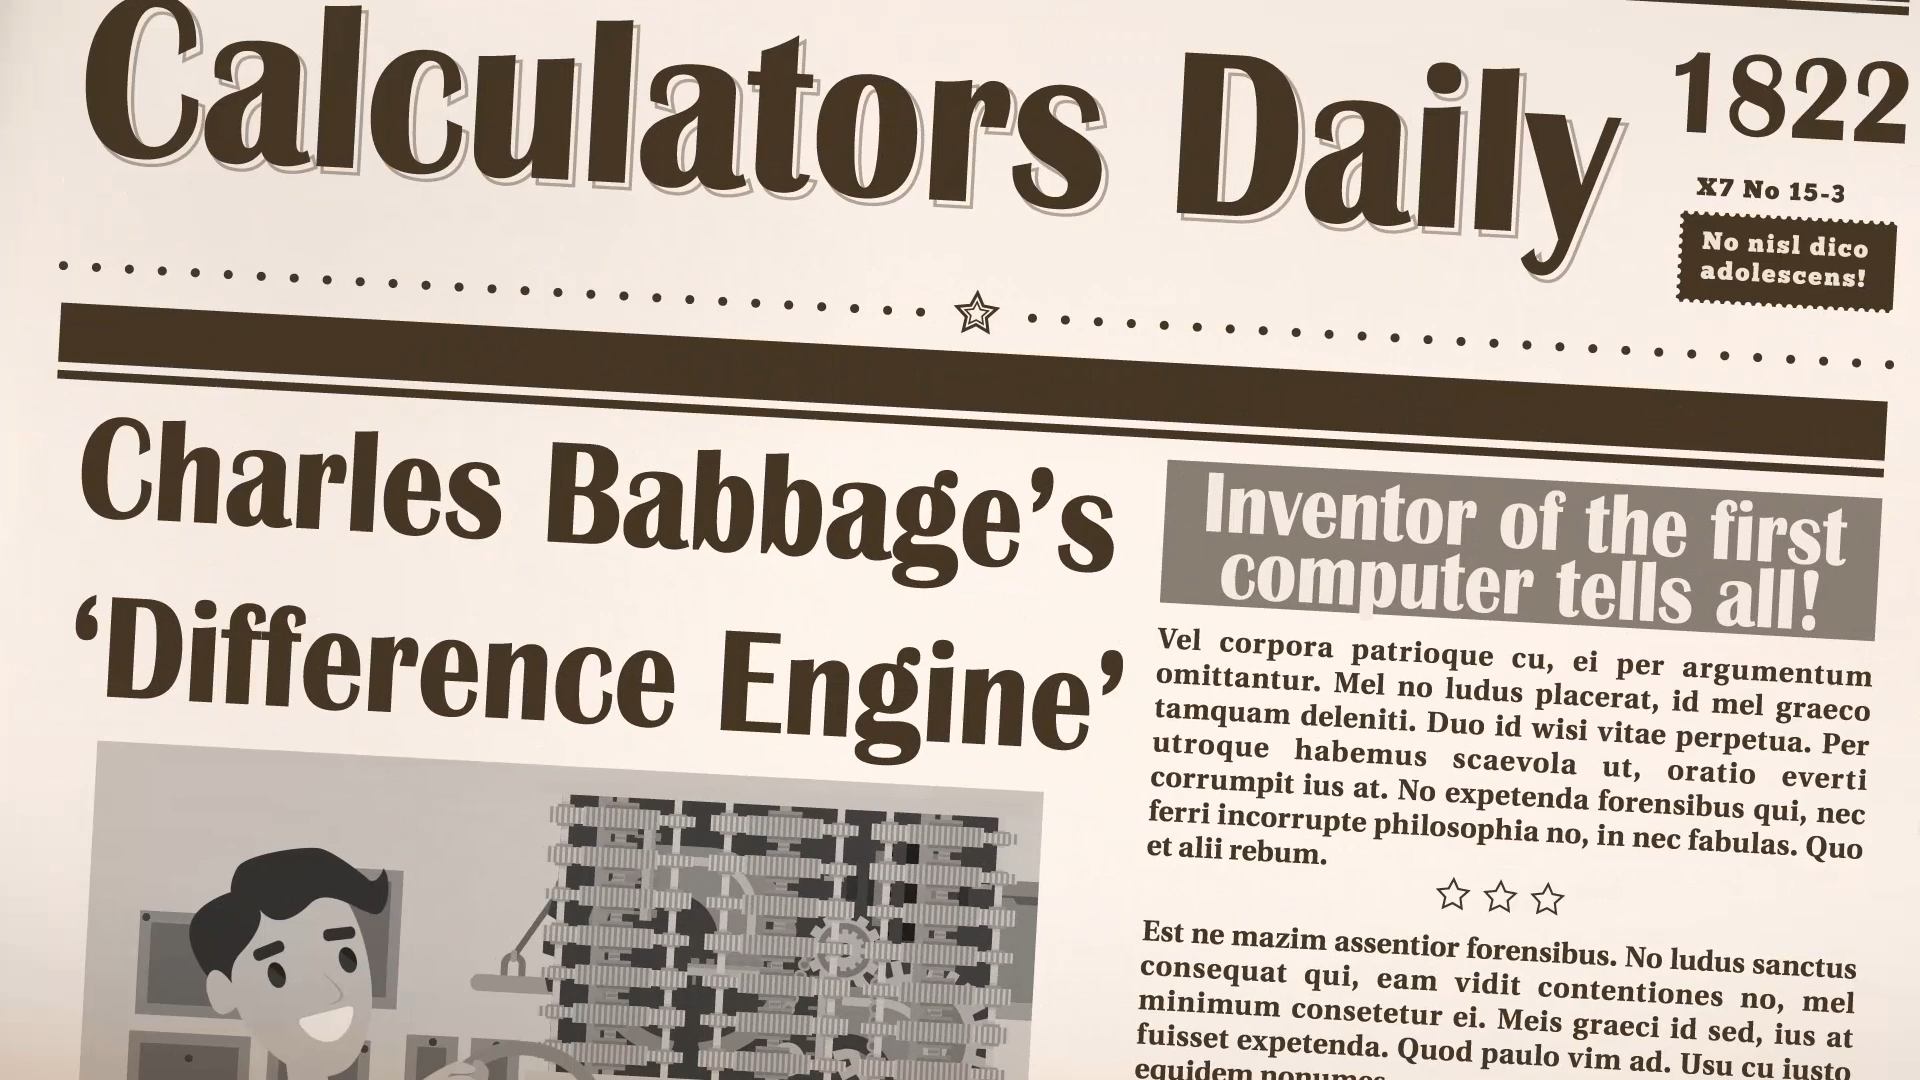 Calculators Daily
1822
X7 No 15-3
No nisl dico
adolescens!
Charles Babbage’s
‘Difference Engine’
Inventor of the first
computer tells all!
Vel corpora patrioque cu, ei per argumentum
omittantur. Mel no ludus placerat, id mel graeco
tamquam deleniti. Duo id wisi vitae perpetua. Per
utroque habemus scaevola ut, oratio everti
corrumpit ius at. No expetenda forensibus qui, nec
ferri incorrupte philosophia no, in nec fabulas. Quo
et alii rebum.
Est ne mazim assentior forensibus. No ludus sanctus
consequat qui, eam vidit contentiones no, mel
minimum consetetur ei. Meis graeci id sed, ius at
fuisset expetenda. Quod paulo vim ad. Usu cu iusto
equidem nonumes